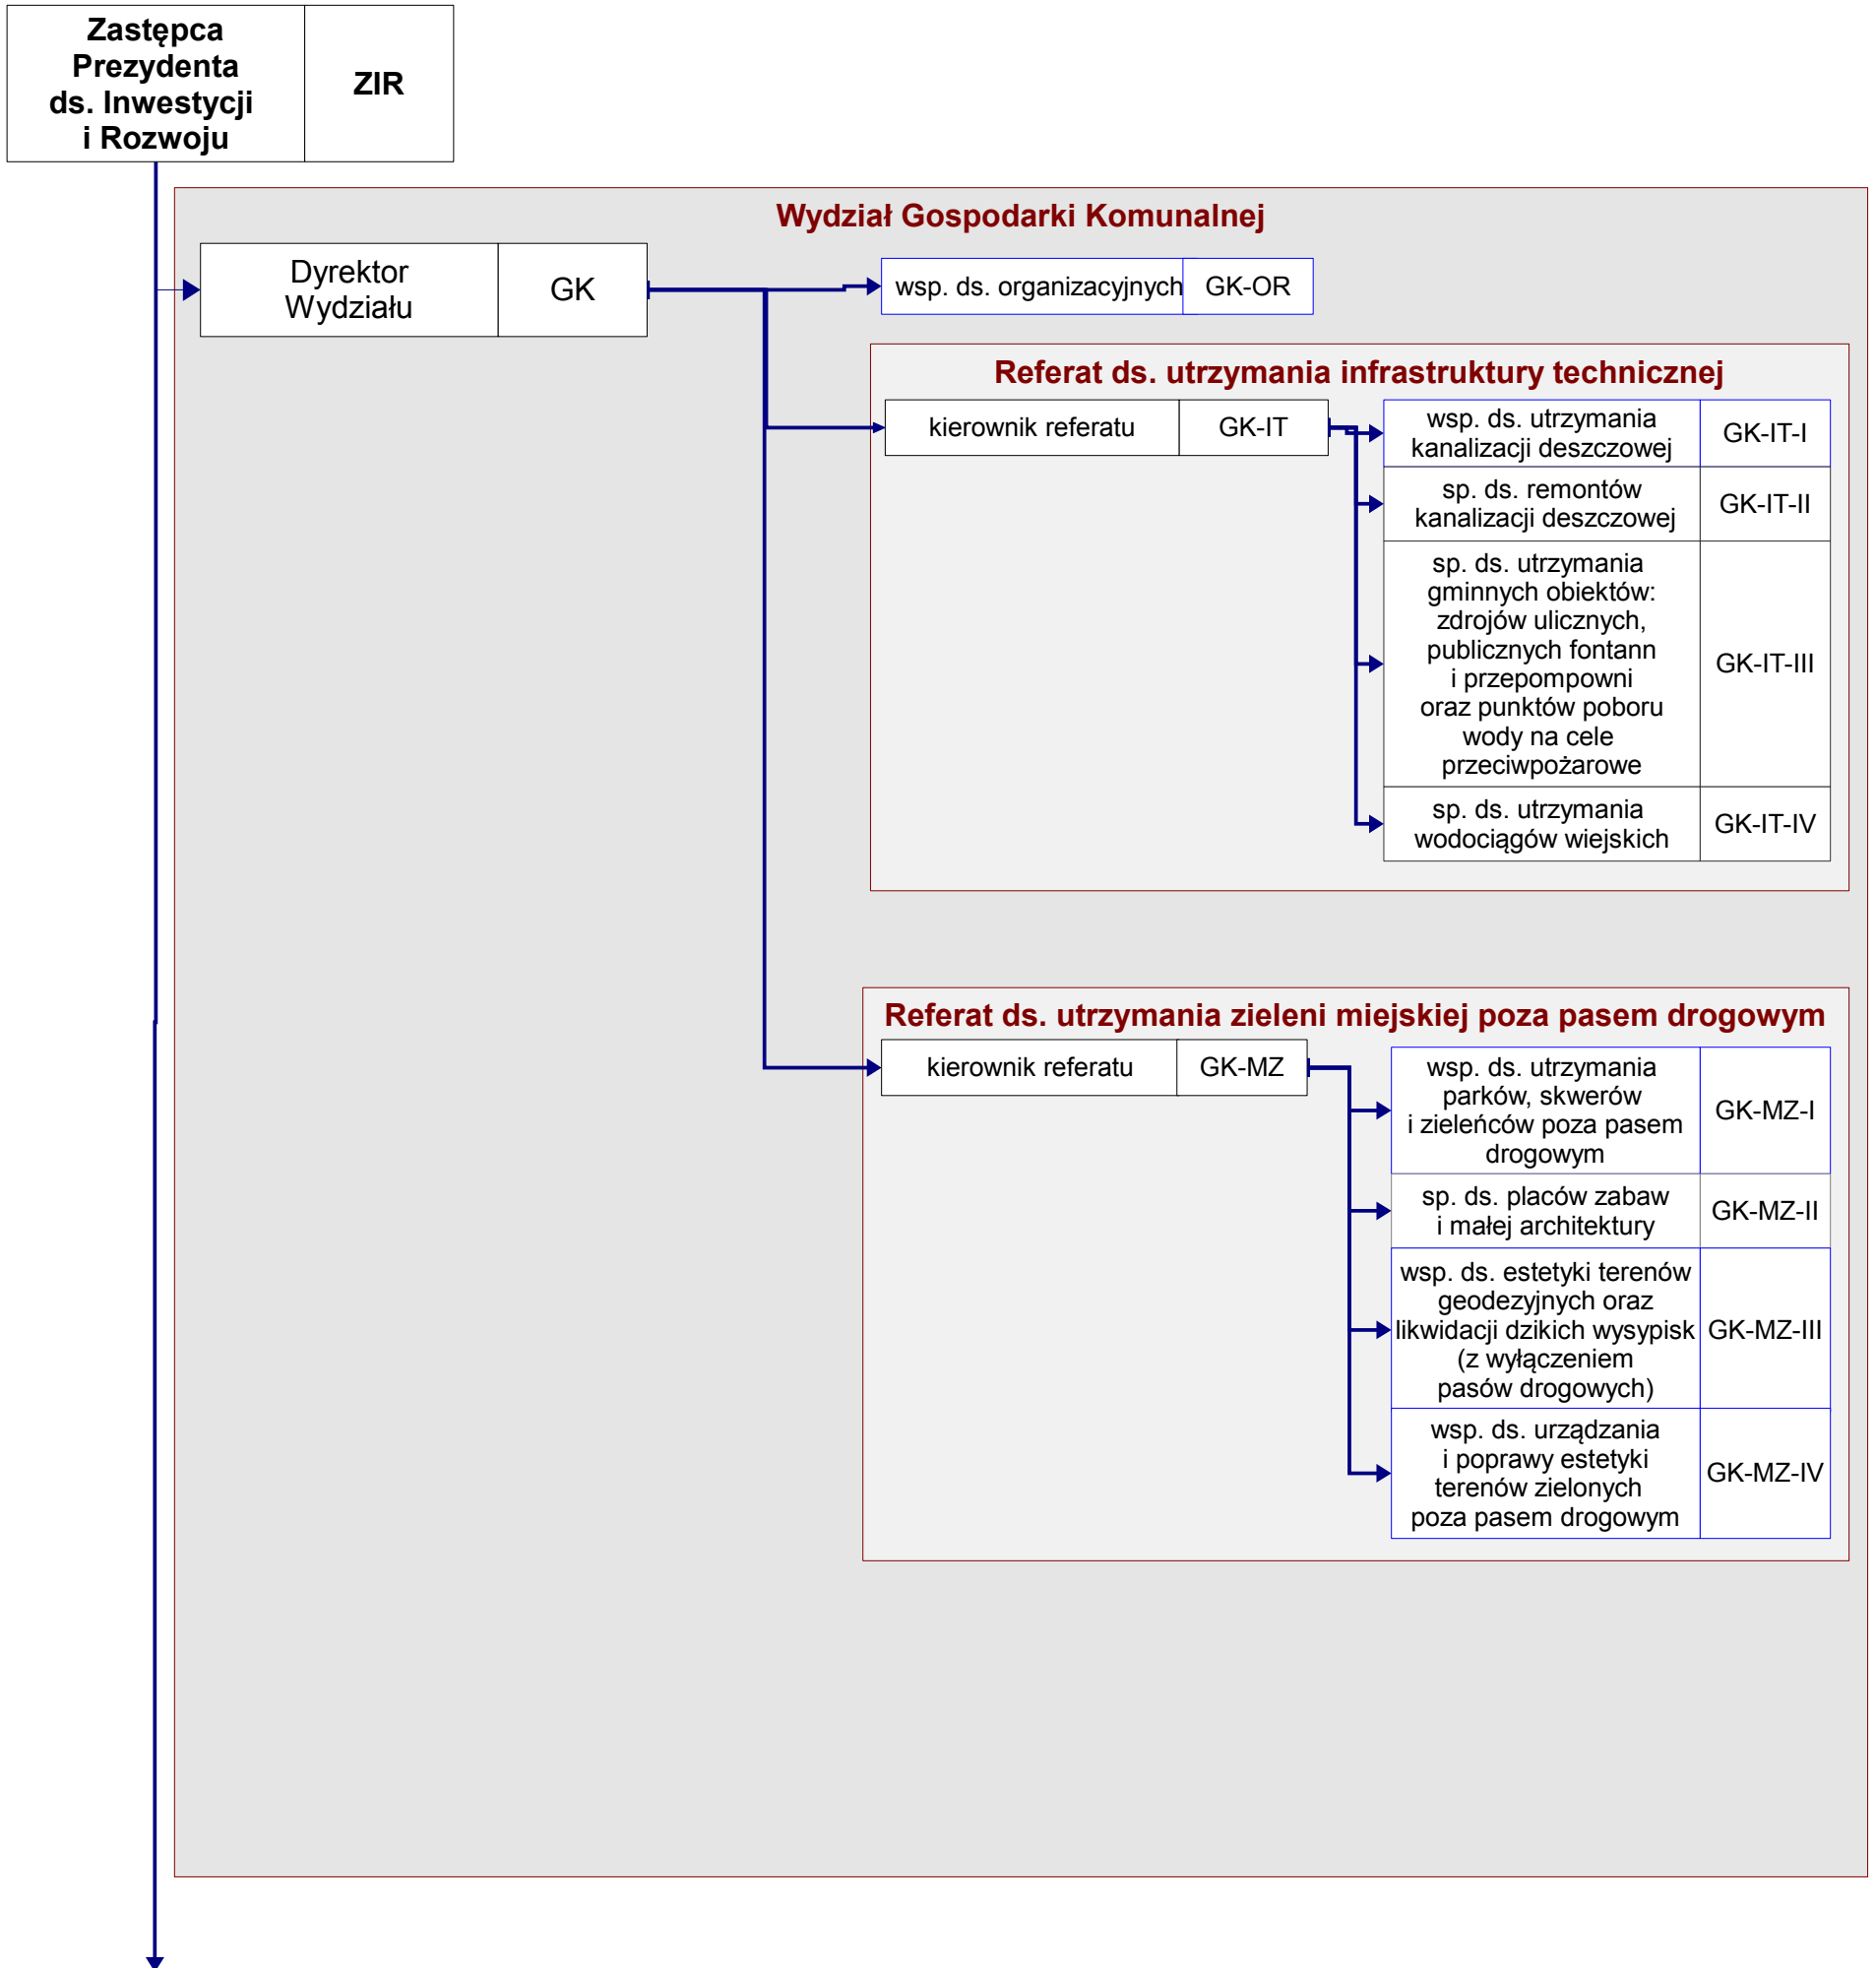 Zastępca
Prezydenta
ds. Inwestycji
i Rozwoju
ZIR
Wydział Gospodarki Komunalnej
Dyrektor
Wydziału
GK
wsp. ds. organizacyjnych
GK-OR
Referat ds. utrzymania infrastruktury technicznej
kierownik referatu
GK-IT
wsp. ds. utrzymania
kanalizacji deszczowej
GK-IT-I
sp. ds. remontów
kanalizacji deszczowej
GK-IT-II
sp. ds. utrzymania
gminnych obiektów:
zdrojów ulicznych,
publicznych fontann
i przepompowni
oraz punktów poboru
wody na cele
przeciwpożarowe
GK-IT-III
sp. ds. utrzymania
wodociągów wiejskich
GK-IT-IV
Referat ds. utrzymania zieleni miejskiej poza pasem drogowym
kierownik referatu
GK-MZ
wsp. ds. utrzymania
parków, skwerów
i zieleńców poza pasem
drogowym
GK-MZ-I
sp. ds. placów zabaw
i małej architektury
GK-MZ-II
wsp. ds. estetyki terenów
geodezyjnych oraz
likwidacji dzikich wysypisk
(z wyłączeniem
pasów drogowych)
GK-MZ-III
wsp. ds. urządzania
i poprawy estetyki
terenów zielonych
poza pasem drogowym
GK-MZ-IV